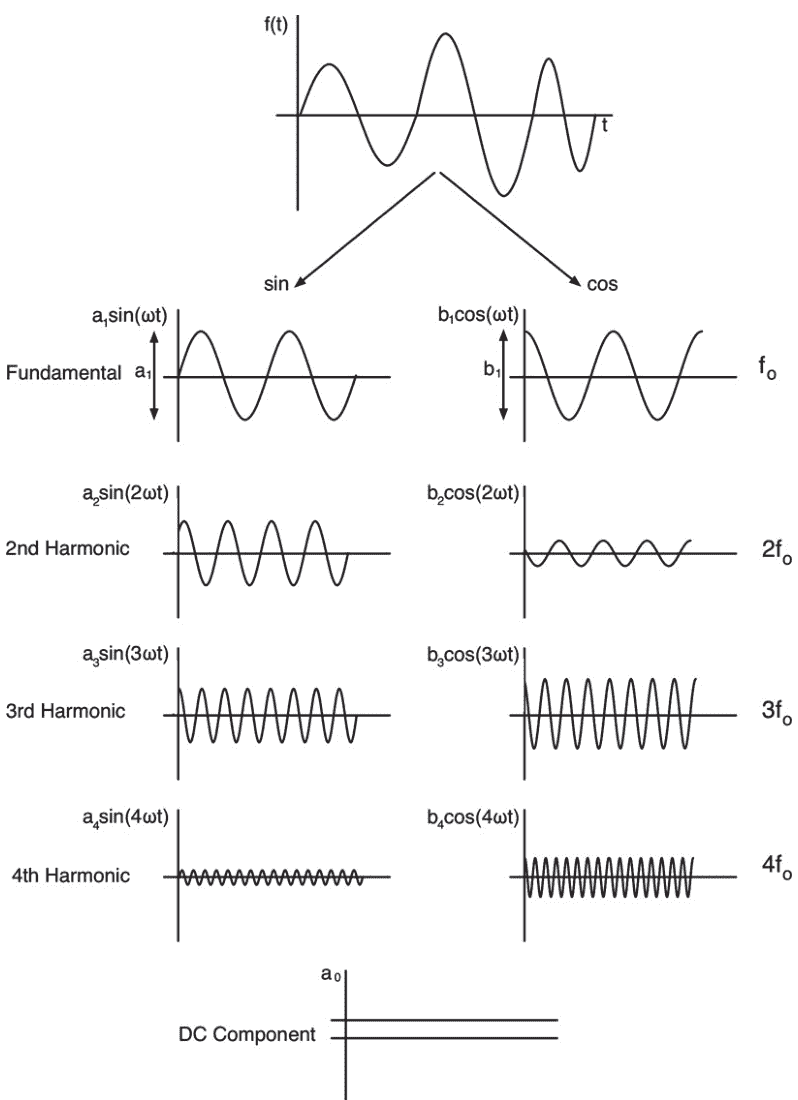 f(t)
t
sin cos
a₁sin(ωt) b₁cos(ωt)
Fundamental a₁ b₁ fₒ
a₂sin(2ωt) b₂cos(2ωt)
2nd Harmonic 2fₒ
a₃sin(3ωt) b₃cos(3ωt)
3rd Harmonic 3fₒ
a₄sin(4ωt) b₄cos(4ωt)
4th Harmonic 4fₒ
a₀
DC Component